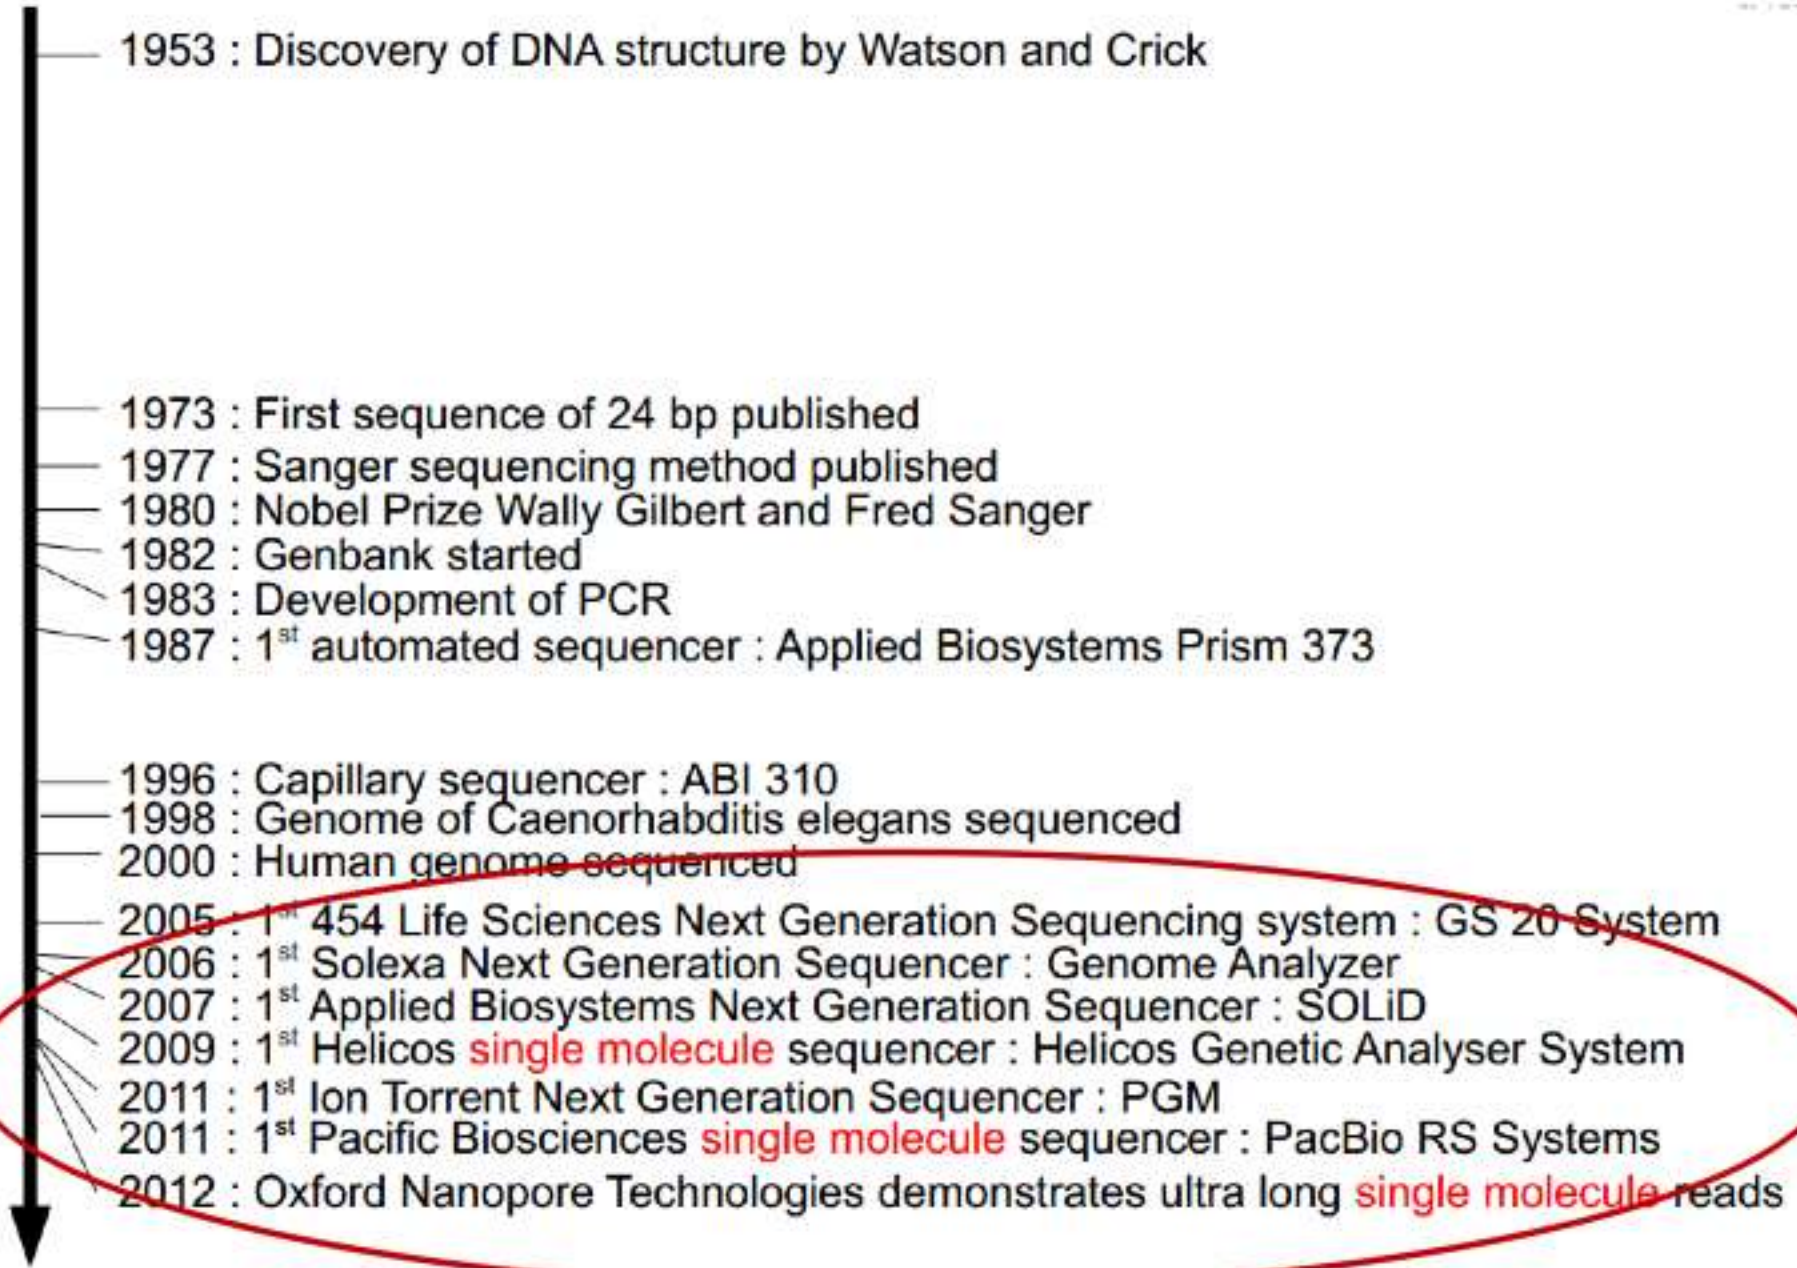 1953 : Discovery of DNA structure by Watson and Crick
1973 : First sequence of 24 bp published
1977 : Sanger sequencing method published
1980 : Nobel Prize Wally Gilbert and Fred Sanger
1982 : Genbank started
1983 : Development of PCR
1987 : 1st automated sequencer : Applied Biosystems Prism 373
1996 : Capillary sequencer : ABI 310
1998 : Genome of Caenorhabditis elegans sequenced
2000 : Human genome sequenced
2005 : 1st 454 Life Sciences Next Generation Sequencing system : GS 20 System
2006 : 1st Solexa Next Generation Sequencer : Genome Analyzer
2007 : 1st Applied Biosystems Next Generation Sequencer : SOLiD
2009 : 1st Helicos single molecule sequencer : Helicos Genetic Analyser System
2011 : 1st Ion Torrent Next Generation Sequencer : PGM
2011 : 1st Pacific Biosciences single molecule sequencer : PacBio RS Systems
2012 : Oxford Nanopore Technologies demonstrates ultra long single molecule reads